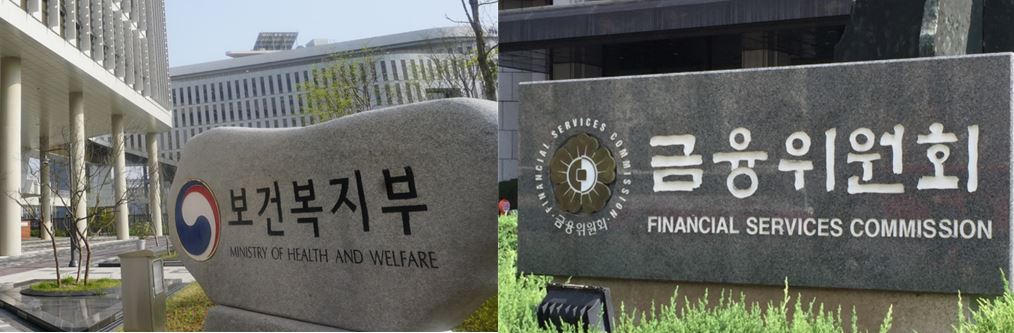 보건복지부
MINISTRY OF HEALTH AND WELFARE
FINANCIAL SERVICES COMMISSION
·금융위원회·
금융위원회
FINANCIAL SERVICES COMMISSION